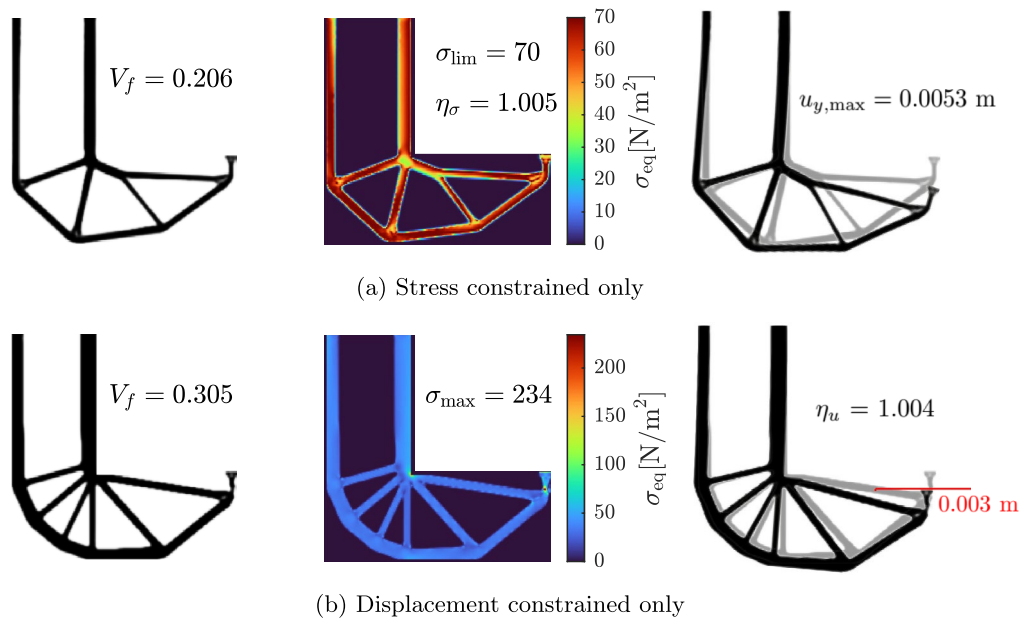 V_f = 0.206
σ_lim = 70
η_σ = 1.005
70
60
50
40
30
20
10
0
σ_eq[N/m²]
u_y,max = 0.0053 m
(a) Stress constrained only
V_f = 0.305
σ_max = 234
200
150
100
50
0
σ_eq[N/m²]
η_u = 1.004
0.003 m
(b) Displacement constrained only